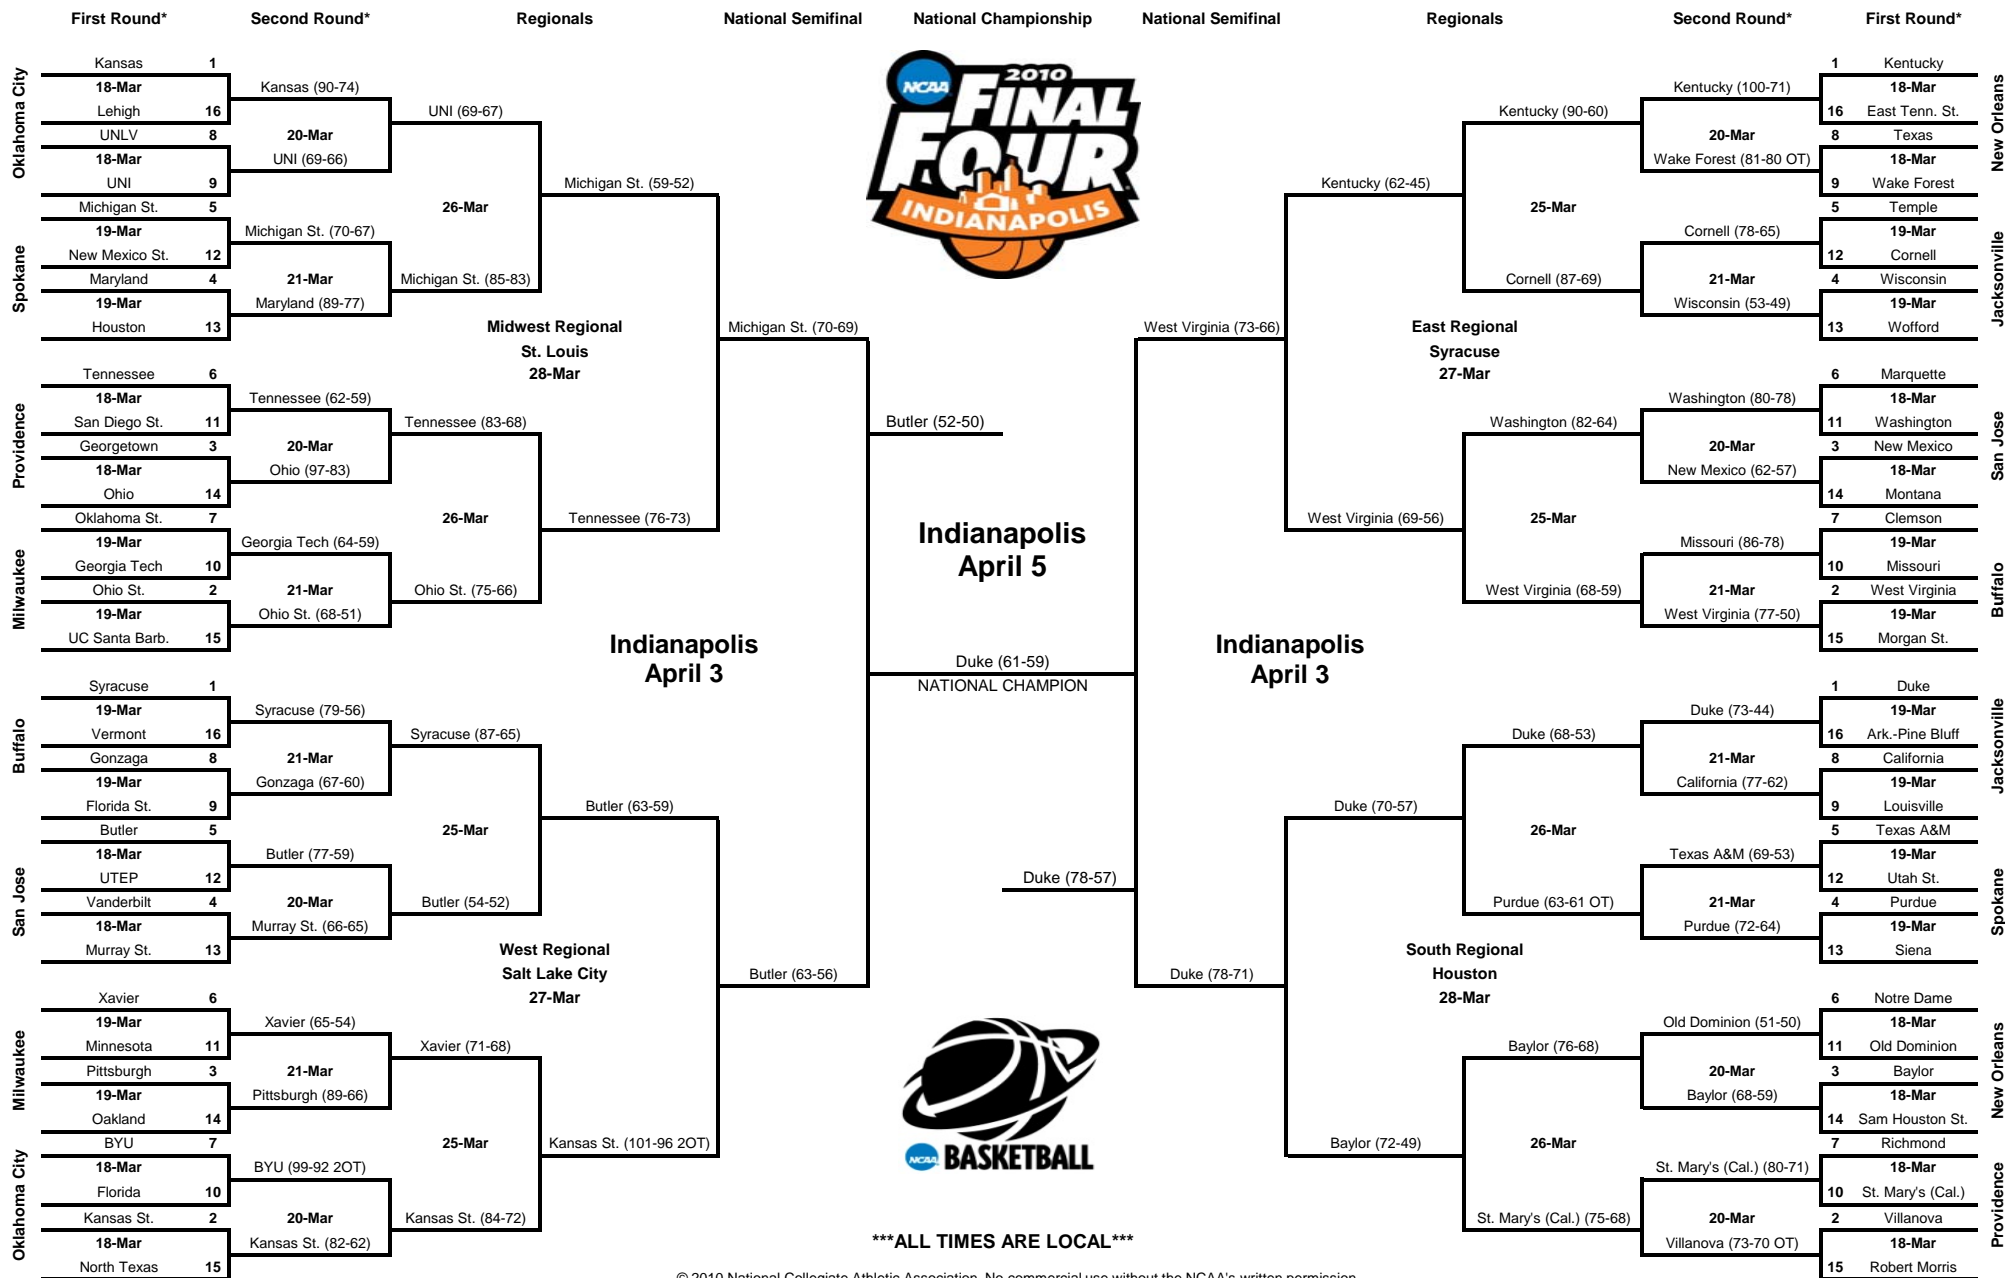 First Round* Second Round* Regionals National Semifinal National Championship National Semifinal Regionals Second Round* First Round*
Oklahoma City
Kansas 1
18-Mar
Lehigh 16
UNLV 8
18-Mar
UNI 9
Spokane
Michigan St. 5
19-Mar
New Mexico St. 12
Maryland 4
19-Mar
Houston 13
Providence
Tennessee 6
18-Mar
San Diego St. 11
Georgetown 3
18-Mar
Ohio 14
Milwaukee
Oklahoma St. 7
19-Mar
Georgia Tech 10
Ohio St. 2
19-Mar
UC Santa Barb. 15
Buffalo
Syracuse 1
19-Mar
Vermont 16
Gonzaga 8
19-Mar
Florida St. 9
San Jose
Butler 5
18-Mar
UTEP 12
Vanderbilt 4
18-Mar
Murray St. 13
Milwaukee
Xavier 6
19-Mar
Minnesota 11
Pittsburgh 3
19-Mar
Oakland 14
Oklahoma City
BYU 7
18-Mar
Florida 10
Kansas St. 2
18-Mar
North Texas 15
Kansas (90-74)
20-Mar
UNI (69-66)
Michigan St. (70-67)
21-Mar
Maryland (89-77)
Tennessee (62-59)
20-Mar
Ohio (97-83)
Georgia Tech (64-59)
21-Mar
Ohio St. (68-51)
Syracuse (79-56)
21-Mar
Gonzaga (67-60)
Butler (77-59)
20-Mar
Murray St. (66-65)
Xavier (65-54)
21-Mar
Pittsburgh (89-66)
BYU (99-92 2OT)
20-Mar
Kansas St. (82-62)
UNI (69-67)
26-Mar
Michigan St. (85-83)
Midwest Regional
St. Louis
28-Mar
Tennessee (83-68)
26-Mar
Ohio St. (75-66)
Syracuse (87-65)
25-Mar
Butler (54-52)
West Regional
Salt Lake City
27-Mar
Xavier (71-68)
25-Mar
Kansas St. (84-72)
Michigan St. (59-52)
Tennessee (76-73)
Indianapolis
April 3
Butler (63-59)
Kansas St. (101-96 2OT)
Michigan St. (70-69)
Butler (63-56)
NCAA
2010
FINAL
FOUR
INDIANAPOLIS
Butler (52-50)
Indianapolis
April 5
Duke (61-59)
NATIONAL CHAMPION
Duke (78-57)
NCAA BASKETBALL
***ALL TIMES ARE LOCAL***
West Virginia (73-66)
Duke (78-71)
Kentucky (62-45)
West Virginia (69-56)
Indianapolis
April 3
Duke (70-57)
Baylor (72-49)
Kentucky (90-60)
25-Mar
Cornell (87-69)
East Regional
Syracuse
27-Mar
Washington (82-64)
25-Mar
West Virginia (68-59)
Duke (68-53)
26-Mar
Purdue (63-61 OT)
South Regional
Houston
28-Mar
Baylor (76-68)
26-Mar
St. Mary's (Cal.) (75-68)
Kentucky (100-71)
20-Mar
Wake Forest (81-80 OT)
Cornell (78-65)
21-Mar
Wisconsin (53-49)
Washington (80-78)
20-Mar
New Mexico (62-57)
Missouri (86-78)
21-Mar
West Virginia (77-50)
Duke (73-44)
21-Mar
California (77-62)
Texas A&M (69-53)
21-Mar
Purdue (72-64)
Old Dominion (51-50)
20-Mar
Baylor (68-59)
St. Mary's (Cal.) (80-71)
20-Mar
Villanova (73-70 OT)
1 Kentucky
18-Mar
16 East Tenn. St.
8 Texas
18-Mar
9 Wake Forest
New Orleans
5 Temple
19-Mar
12 Cornell
4 Wisconsin
19-Mar
13 Wofford
Jacksonville
6 Marquette
18-Mar
11 Washington
3 New Mexico
18-Mar
14 Montana
San Jose
7 Clemson
19-Mar
10 Missouri
2 West Virginia
19-Mar
15 Morgan St.
Buffalo
1 Duke
19-Mar
16 Ark.-Pine Bluff
8 California
19-Mar
9 Louisville
Jacksonville
5 Texas A&M
19-Mar
12 Utah St.
4 Purdue
19-Mar
13 Siena
Spokane
6 Notre Dame
18-Mar
11 Old Dominion
3 Baylor
18-Mar
14 Sam Houston St.
New Orleans
7 Richmond
18-Mar
10 St. Mary's (Cal.)
2 Villanova
18-Mar
15 Robert Morris
Providence
© 2010 National Collegiate Athletic Association. No commercial use without the NCAA's written permission